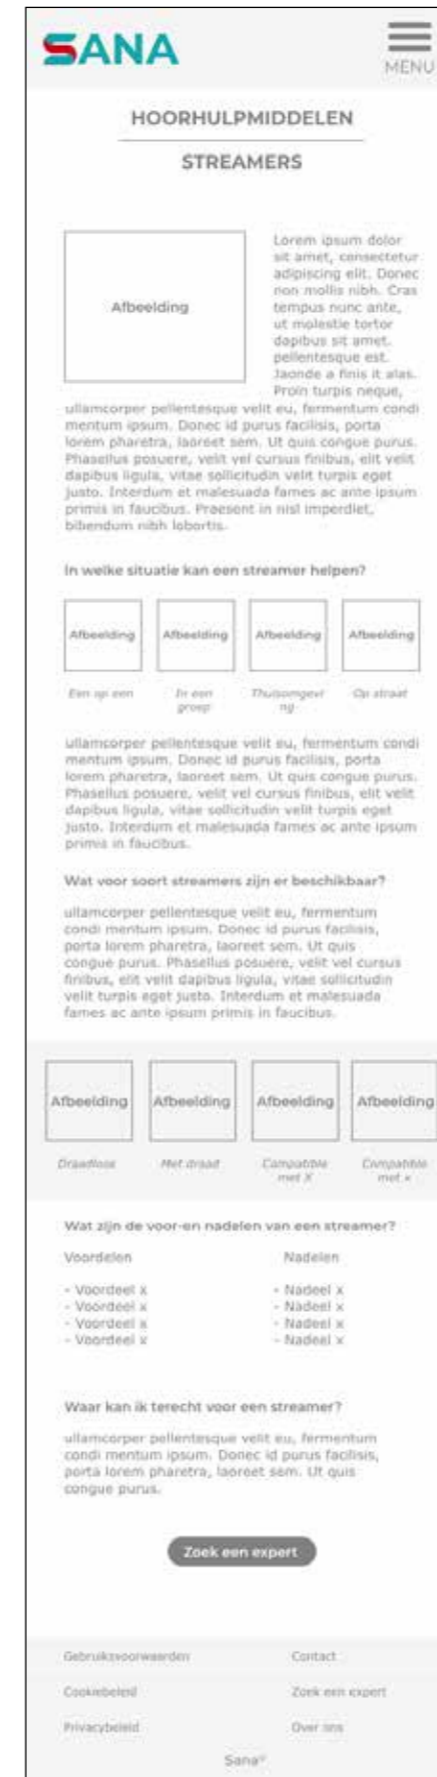 SANA
MENU
HOORHULPMIDDELEN
STREAMERS
Afbeelding
Lorem ipsum dolor
sit amet, consectetur
adipiscing elit. Donec
non mollis nibh. Cras
tempus nunc ante,
ut molestie tortor
dapibus sit amet.
pellentesque est.
Jaonde a finis it alas.
Proin turpis neque,
ullamcorper pellentesque velit eu, fermentum condi
mentum ipsum. Donec id purus facilisis, porta
lorem pharetra, laoreet sem. Ut quis congue purus.
Phasellus posuere, velit vel cursus finibus, elit velit
dapibus ligula, vitae sollicitudin velit turpis eget
justo. Interdum et malesuada fames ac ante ipsum
primis in faucibus. Praesent in nisl imperdiet,
bibendum nibh lobortis.
In welke situatie kan een streamer helpen?
Afbeelding Afbeelding Afbeelding Afbeelding
Een op een In een Thuisomgevi Op straat
groep ng
ullamcorper pellentesque velit eu, fermentum condi
mentum ipsum. Donec id purus facilisis, porta
lorem pharetra, laoreet sem. Ut quis congue purus.
Phasellus posuere, velit vel cursus finibus, elit velit
dapibus ligula, vitae sollicitudin velit turpis eget
justo. Interdum et malesuada fames ac ante ipsum
primis in faucibus.
Wat voor soort streamers zijn er beschikbaar?
ullamcorper pellentesque velit eu, fermentum
condi mentum ipsum. Donec id purus facilisis,
porta lorem pharetra, laoreet sem. Ut quis
congue purus. Phasellus posuere, velit vel cursus
finibus, elit velit dapibus ligula, vitae sollicitudin
velit turpis eget justo. Interdum et malesuada
fames ac ante ipsum primis in faucibus.
Afbeelding Afbeelding Afbeelding Afbeelding
Draadloos Met draad Compatible Compatible
met X met x
Wat zijn de voor-en nadelen van een streamer?
Voordelen Nadelen
- Voordeel x - Nadeel x
- Voordeel x - Nadeel x
- Voordeel x - Nadeel x
- Voordeel x - Nadeel x
Waar kan ik terecht voor een streamer?
ullamcorper pellentesque velit eu, fermentum
condi mentum ipsum. Donec id purus facilisis,
porta lorem pharetra, laoreet sem. Ut quis
congue purus.
Zoek een expert
Gebruiksvoorwaarden Contact
Cookiebeleid Zoek een expert
Privacybeleid Over ons
Sana®